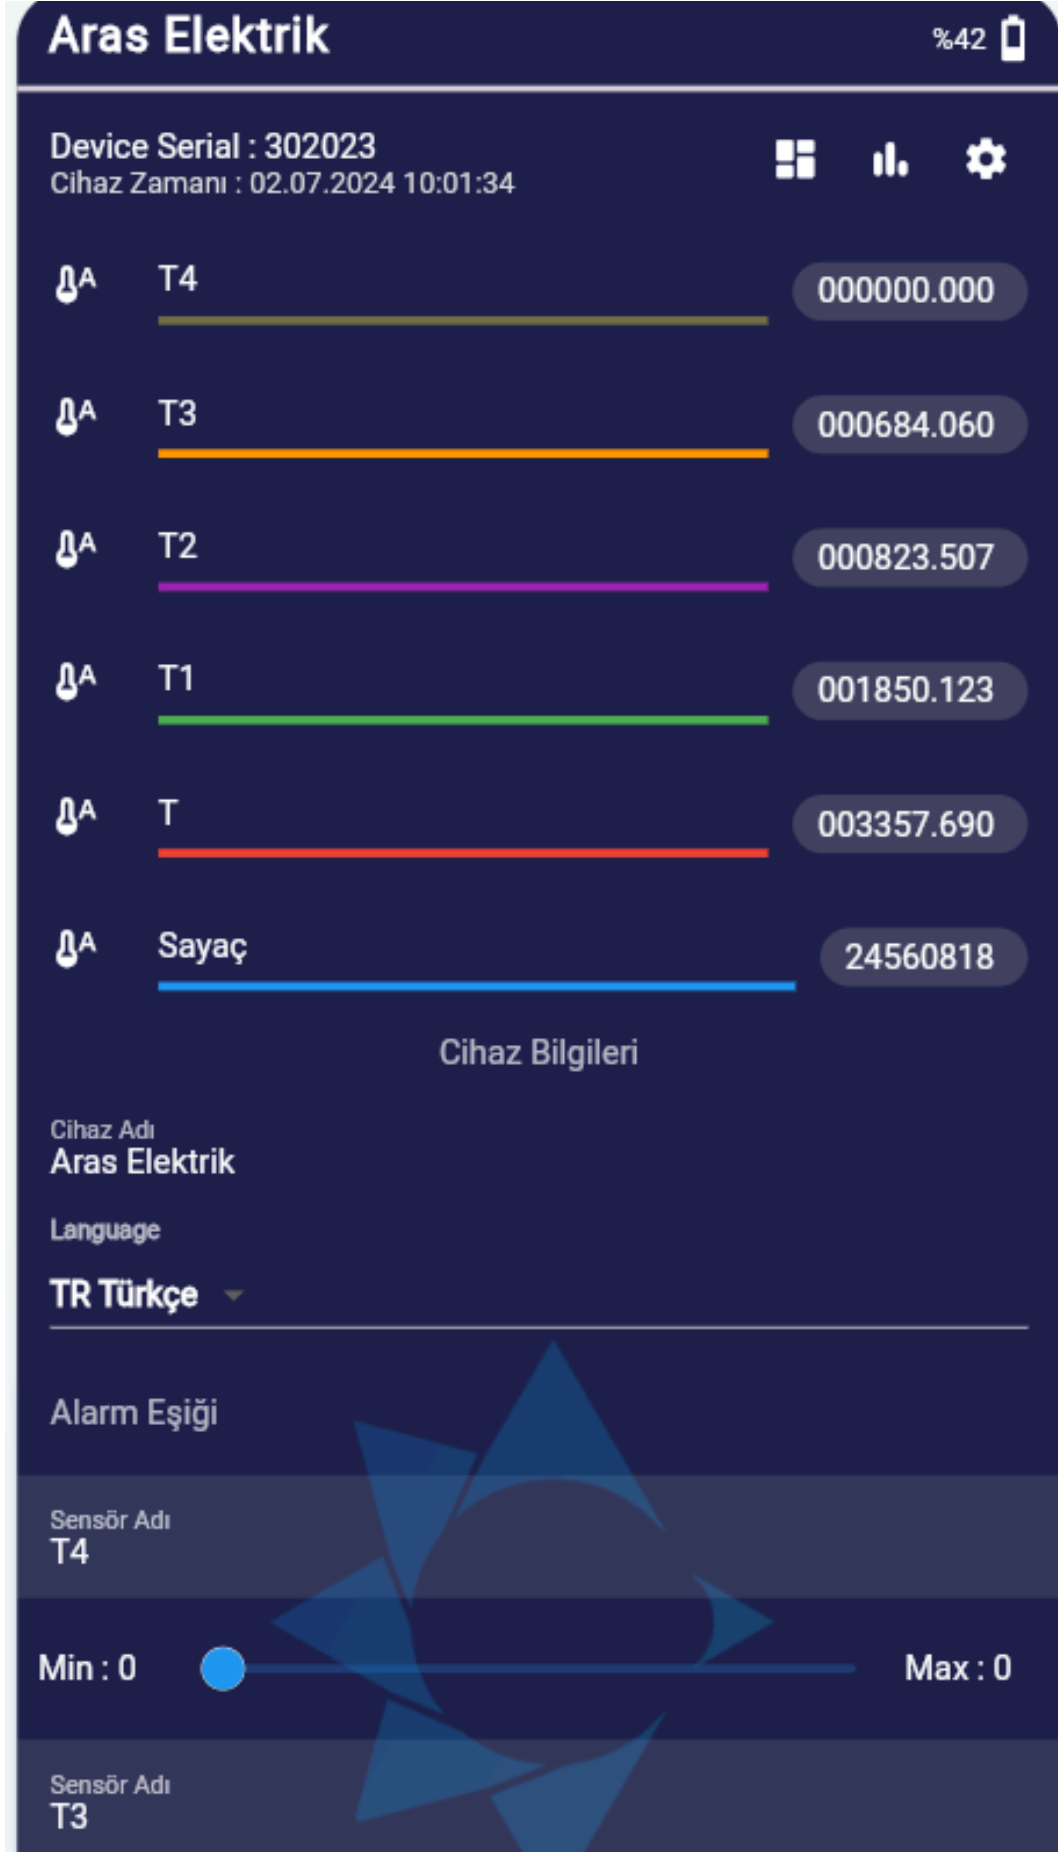 Aras Elektrik
%42
Device Serial : 302023
Cihaz Zamanı : 02.07.2024 10:01:34
A T4 000000.000
A T3 000684.060
A T2 000823.507
A T1 001850.123
A T 003357.690
A Sayaç 24560818
Cihaz Bilgileri
Cihaz Adı
Aras Elektrik
Language
TR Türkçe
Alarm Eşiği
Sensör Adı
T4
Min : 0 Max : 0
Sensör Adı
T3